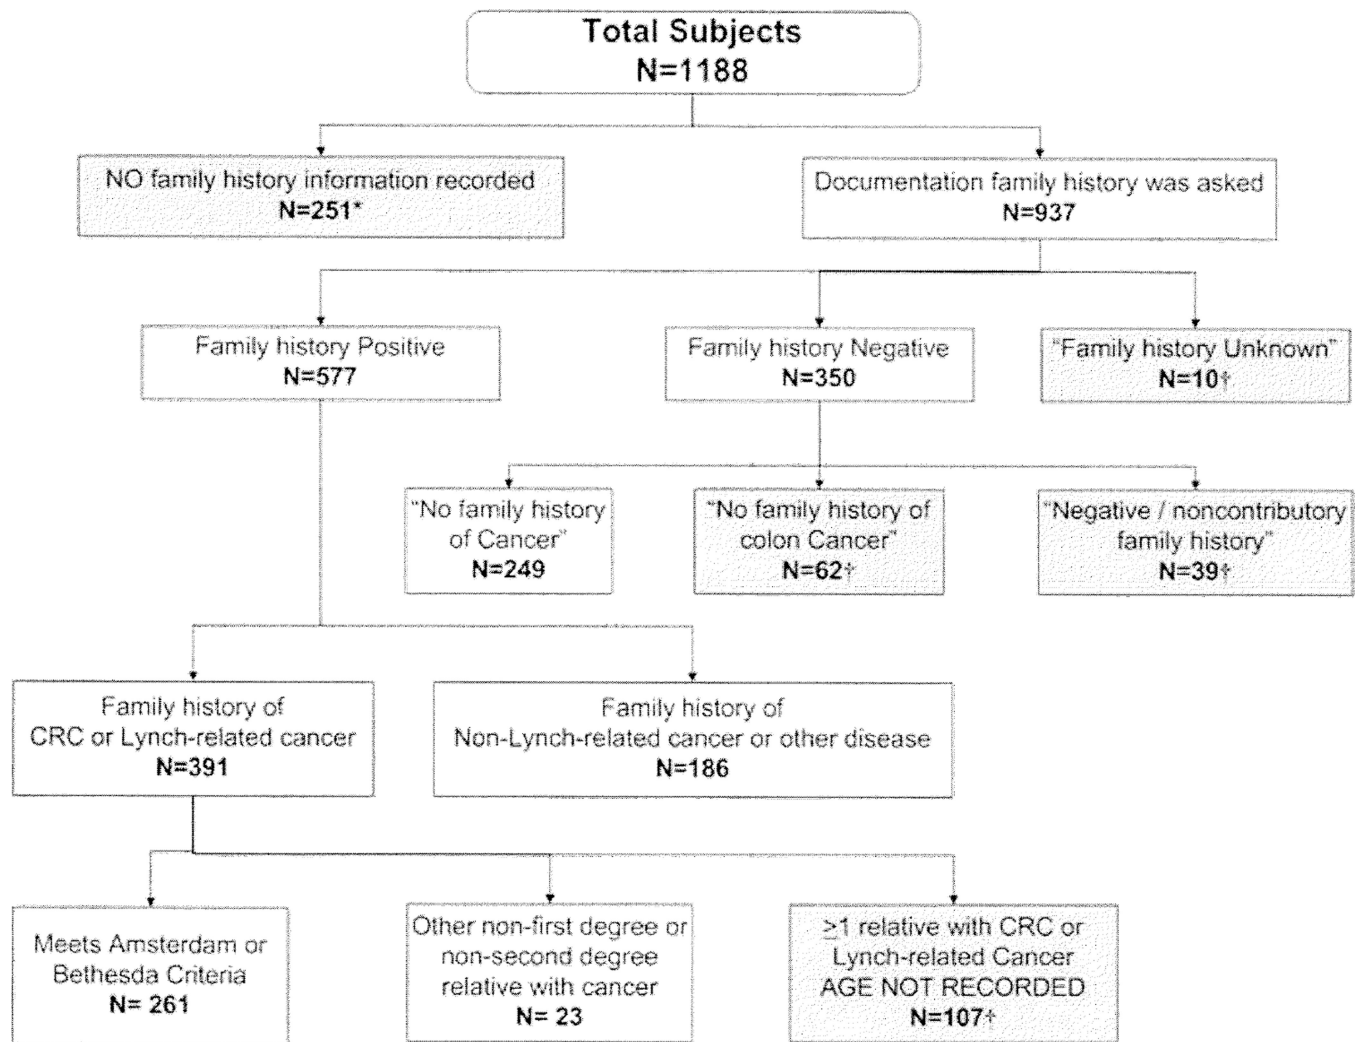 Total Subjects
N=1188
NO family history information recorded
N=251*
Documentation family history was asked
N=937
Family history Positive
N=577
Family history Negative
N=350
"Family history Unknown"
N=10†
"No family history
of Cancer"
N=249
"No family history of
colon Cancer"
N=62†
"Negative / noncontributory
family history"
N=39†
Family history of
CRC or Lynch-related cancer
N=391
Family history of
Non-Lynch-related cancer or other disease
N=186
Meets Amsterdam or
Bethesda Criteria
N= 261
Other non-first degree or
non-second degree
relative with cancer
N= 23
≥1 relative with CRC or
Lynch-related Cancer
AGE NOT RECORDED
N=107†